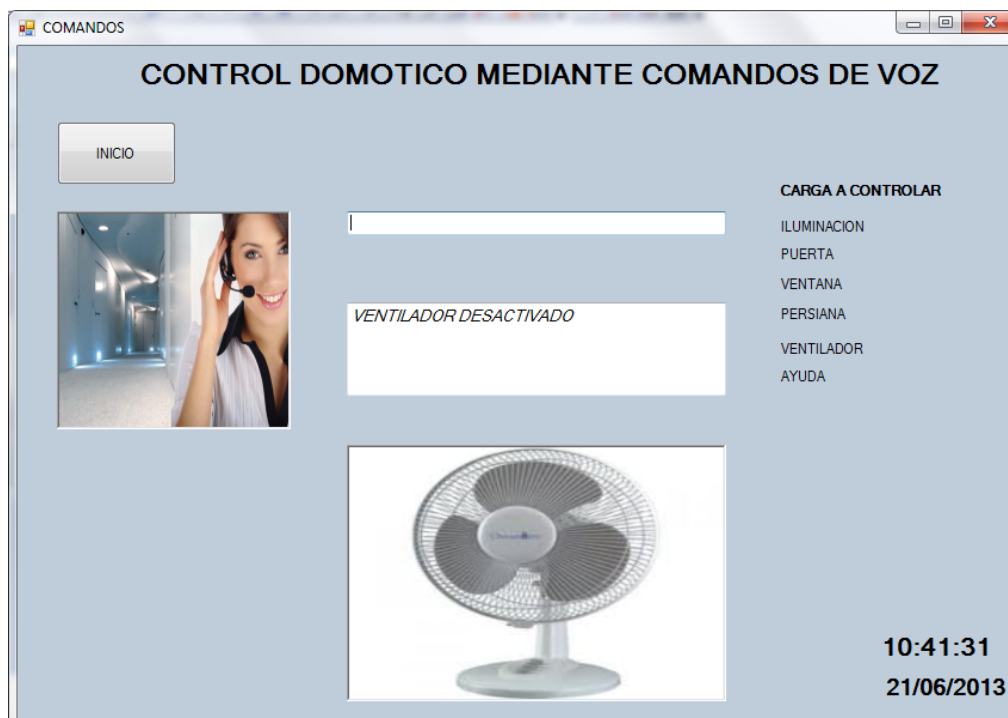 COMANDOS
CONTROL DOMOTICO MEDIANTE COMANDOS DE VOZ
INICIO
CARGA A CONTROLAR
ILUMINACION
PUERTA
VENTANA
PERSIANA
VENTILADOR DESACTIVADO
VENTILADOR
AYUDA
10:41:31
21/06/2013